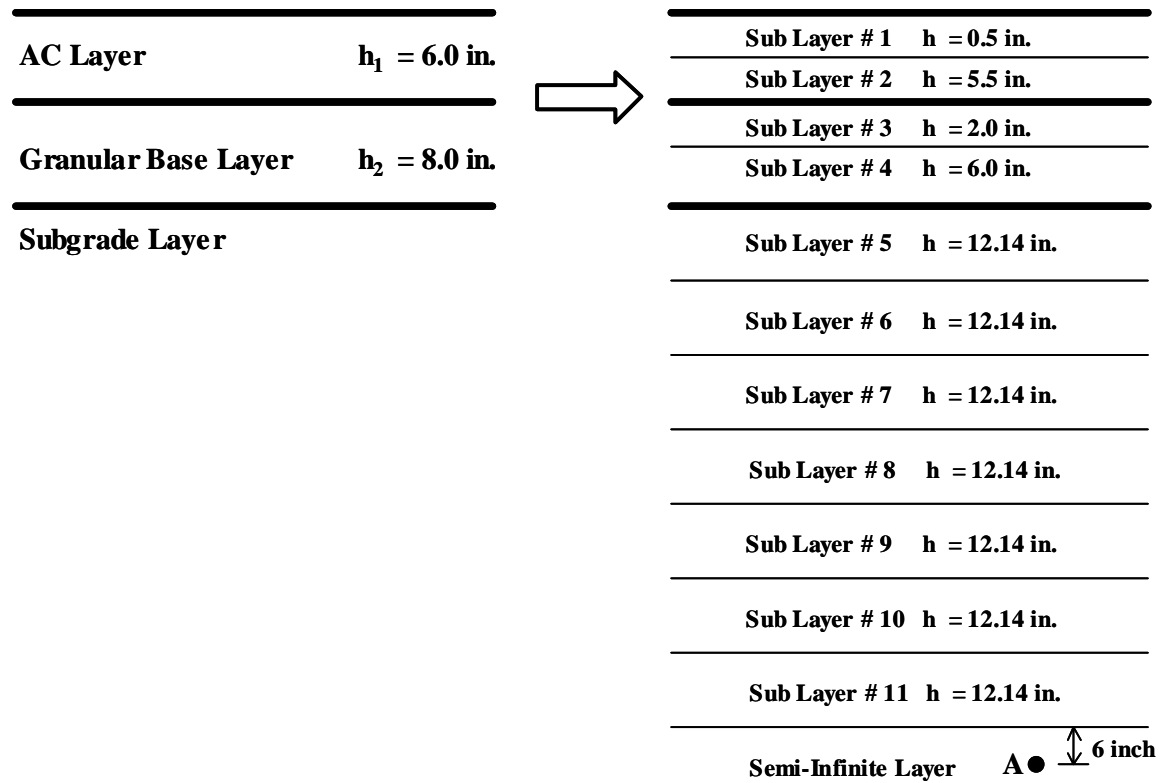 AC Layer h₁ = 6.0 in.
Granular Base Layer h₂ = 8.0 in.
Subgrade Layer
Sub Layer # 1 h = 0.5 in.
Sub Layer # 2 h = 5.5 in.
Sub Layer # 3 h = 2.0 in.
Sub Layer # 4 h = 6.0 in.
Sub Layer # 5 h = 12.14 in.
Sub Layer # 6 h = 12.14 in.
Sub Layer # 7 h = 12.14 in.
Sub Layer # 8 h = 12.14 in.
Sub Layer # 9 h = 12.14 in.
Sub Layer # 10 h = 12.14 in.
Sub Layer # 11 h = 12.14 in.
6 inch
Semi-Infinite Layer A